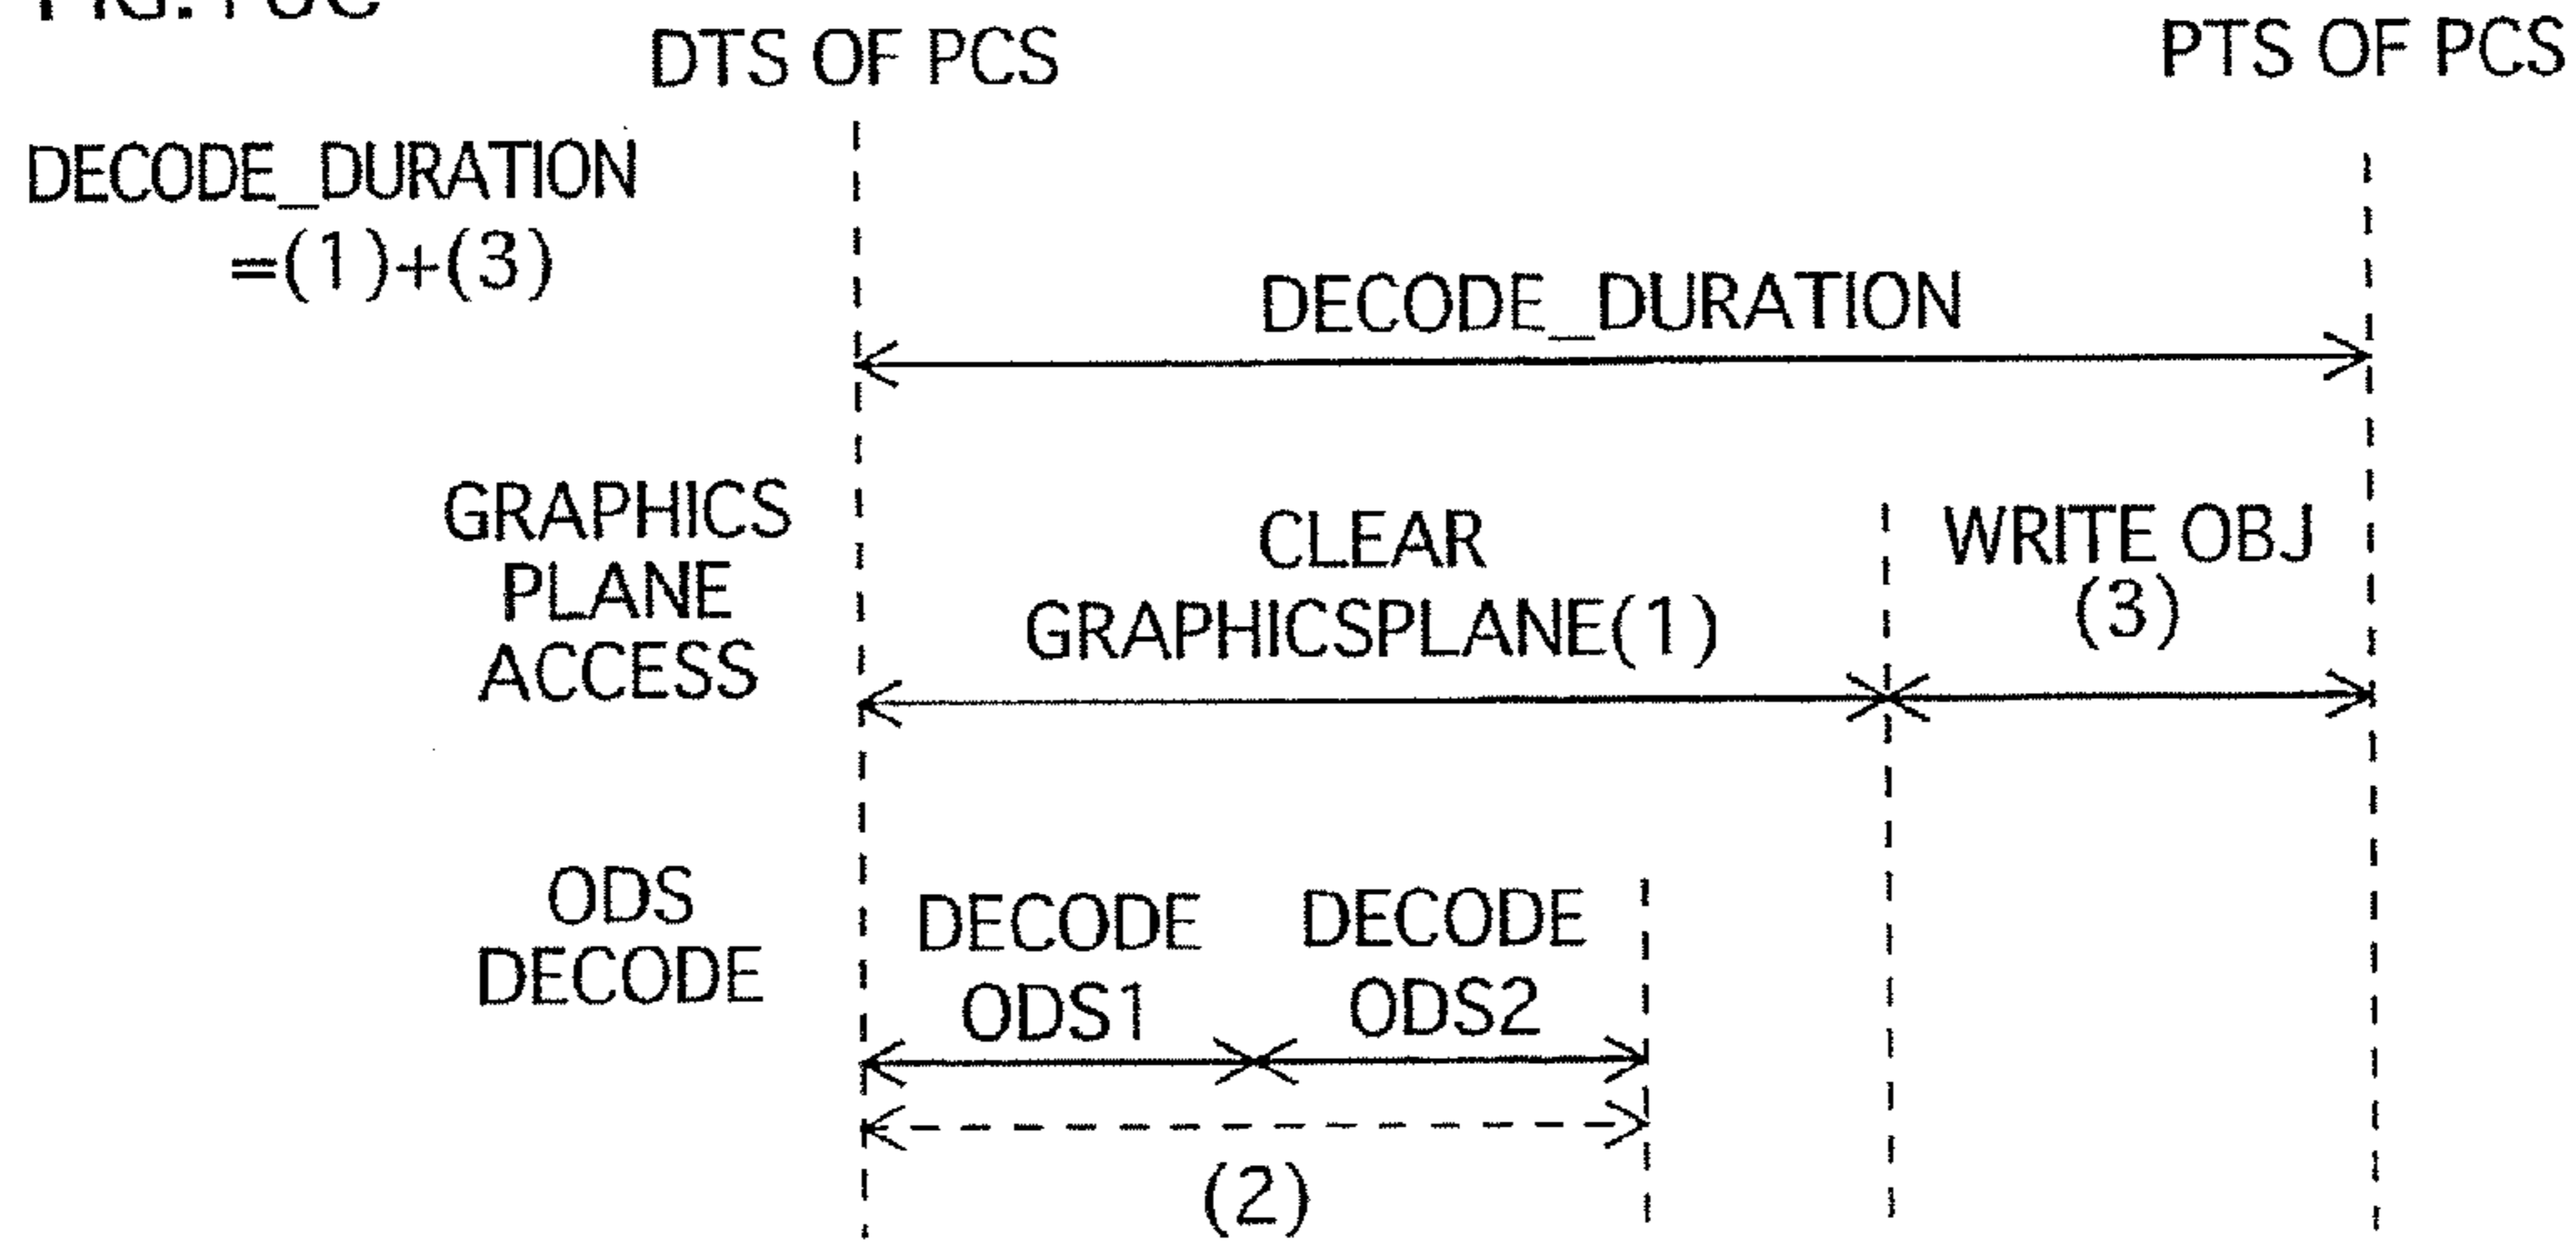 DTS OF PCS
PTS OF PCS
DECODE_DURATION
=(1)+(3)
DECODE_DURATION
GRAPHICS
PLANE
ACCESS
CLEAR
GRAPHICSPLANE(1)
WRITE OBJ
(3)
ODS
DECODE
DECODE
ODS1
DECODE
ODS2
(2)